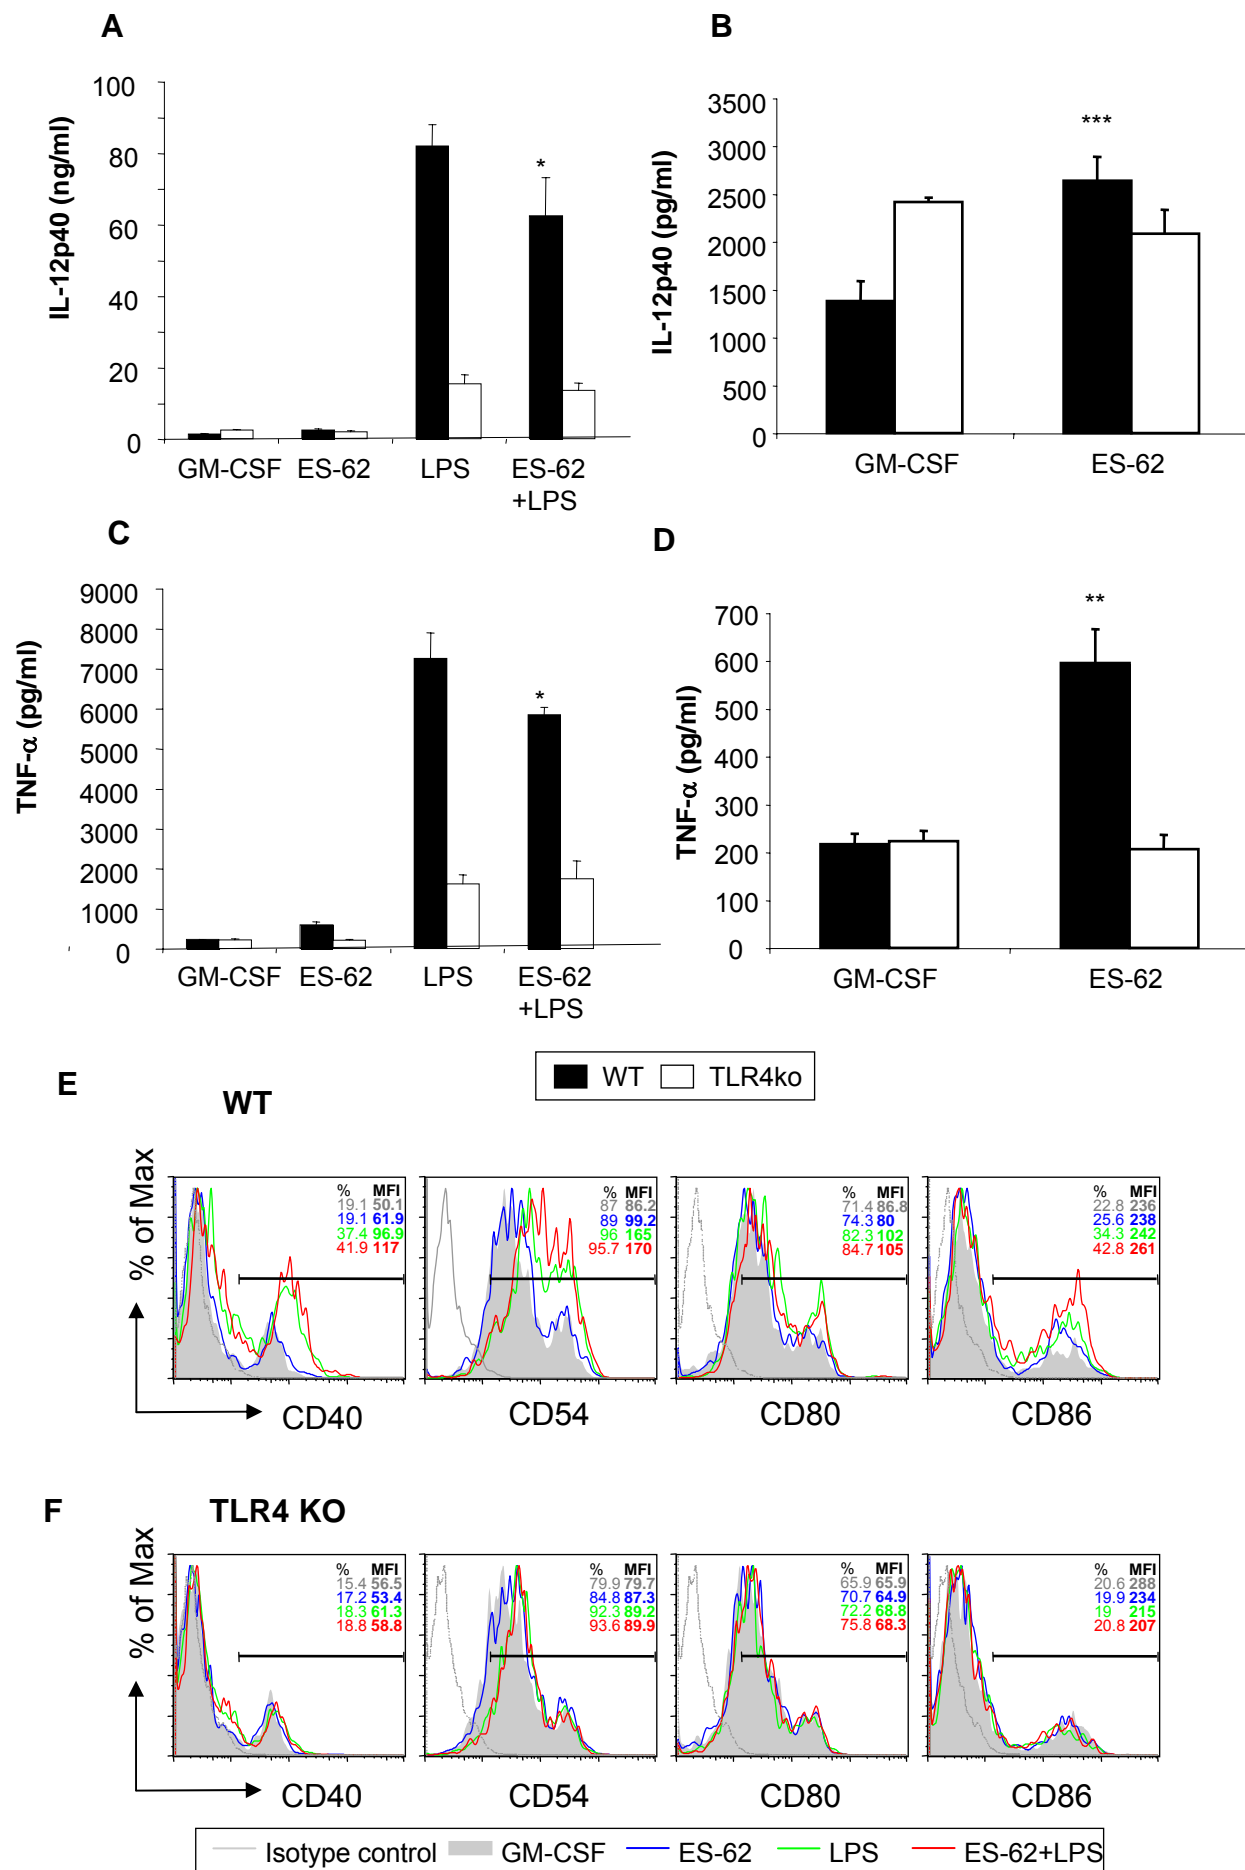 A
B
100
80
60
40
20
0
IL-12p40 (ng/ml)
*
GM-CSF ES-62 LPS ES-62
+LPS
3500
3000
2500
2000
1500
1000
500
0
IL-12p40 (pg/ml)
***
GM-CSF ES-62
C
D
9000
8000
7000
6000
5000
4000
3000
2000
1000
0
TNF-α (pg/ml)
*
GM-CSF ES-62 LPS ES-62
+LPS
700
600
500
400
300
200
100
0
TNF-α (pg/ml)
**
GM-CSF ES-62
WT TLR4ko
E
WT
% of Max
% MFI
19.1 50.1
19.1 61.9
37.4 96.9
41.9 117
CD40
% MFI
87 86.2
89 99.2
96 165
95.7 170
CD54
% MFI
71.4 86.8
74.3 80
82.3 102
84.7 105
CD80
% MFI
22.8 236
25.6 238
34.3 242
42.8 261
CD86
F
TLR4 KO
% of Max
% MFI
15.4 56.5
17.2 53.4
18.3 61.3
18.8 58.8
CD40
% MFI
79.9 79.7
84.8 87.3
92.3 89.2
93.6 89.9
CD54
% MFI
65.9 65.9
70.7 64.9
72.2 68.8
75.8 68.3
CD80
% MFI
20.6 288
19.9 234
19 215
20.8 207
CD86
Isotype control GM-CSF ES-62 LPS ES-62+LPS